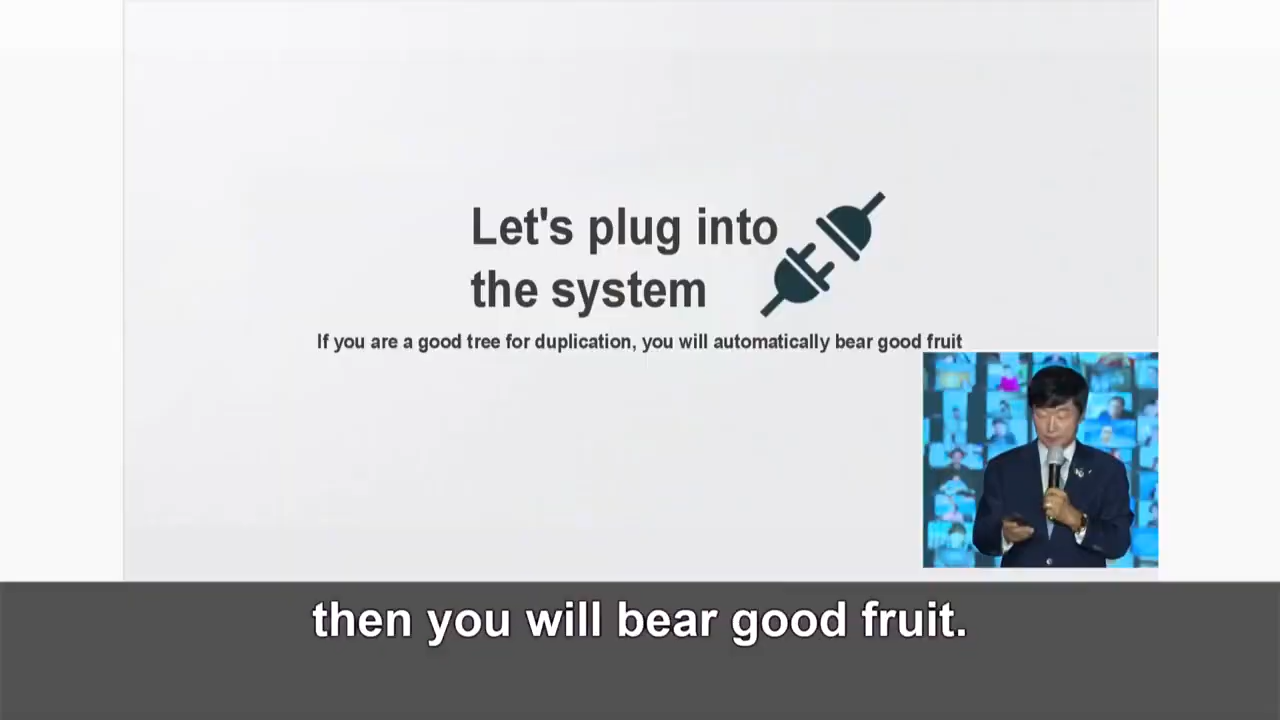 Let's plug into
the system
If you are a good tree for duplication, you will automatically bear good fruit
then you will bear good fruit.